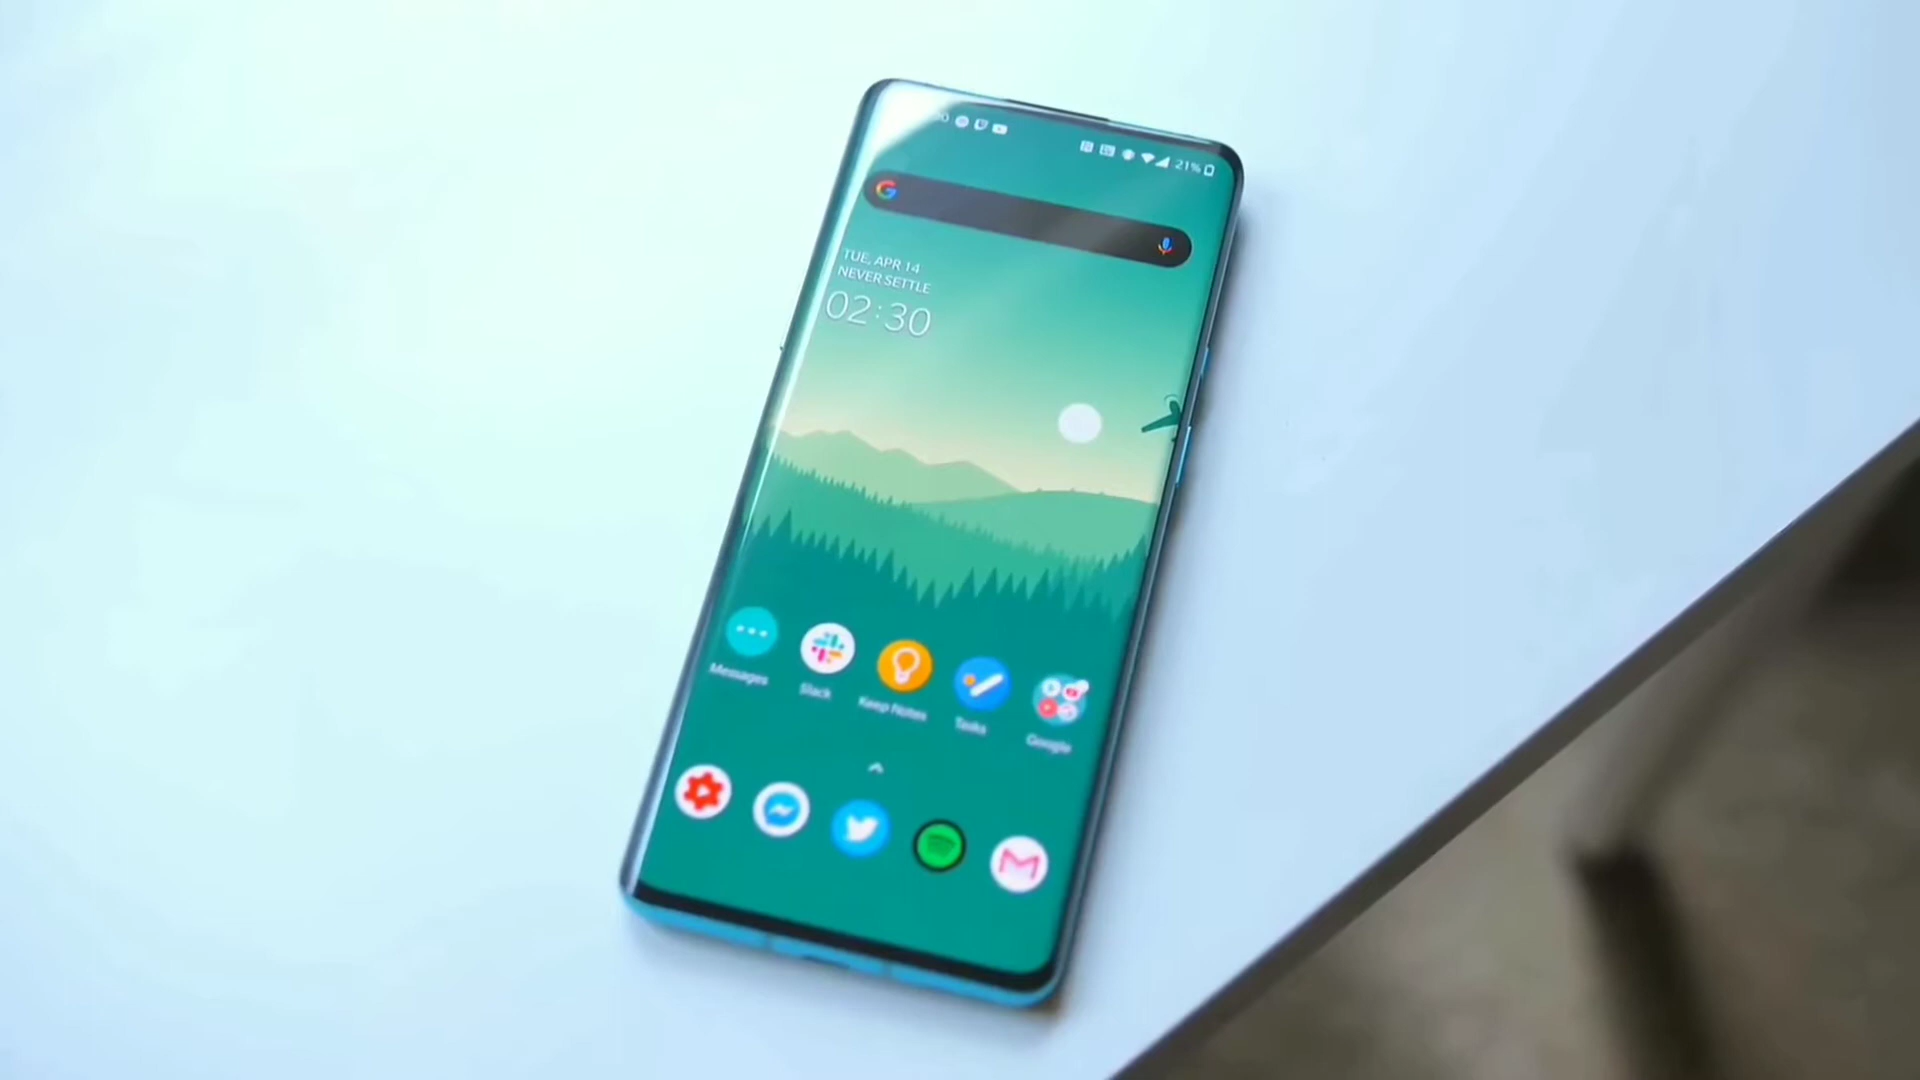 21%
TUE, APR 14
NEVER SETTLE
02:30
Messages
Slack
Keep Notes
Tasks
Google